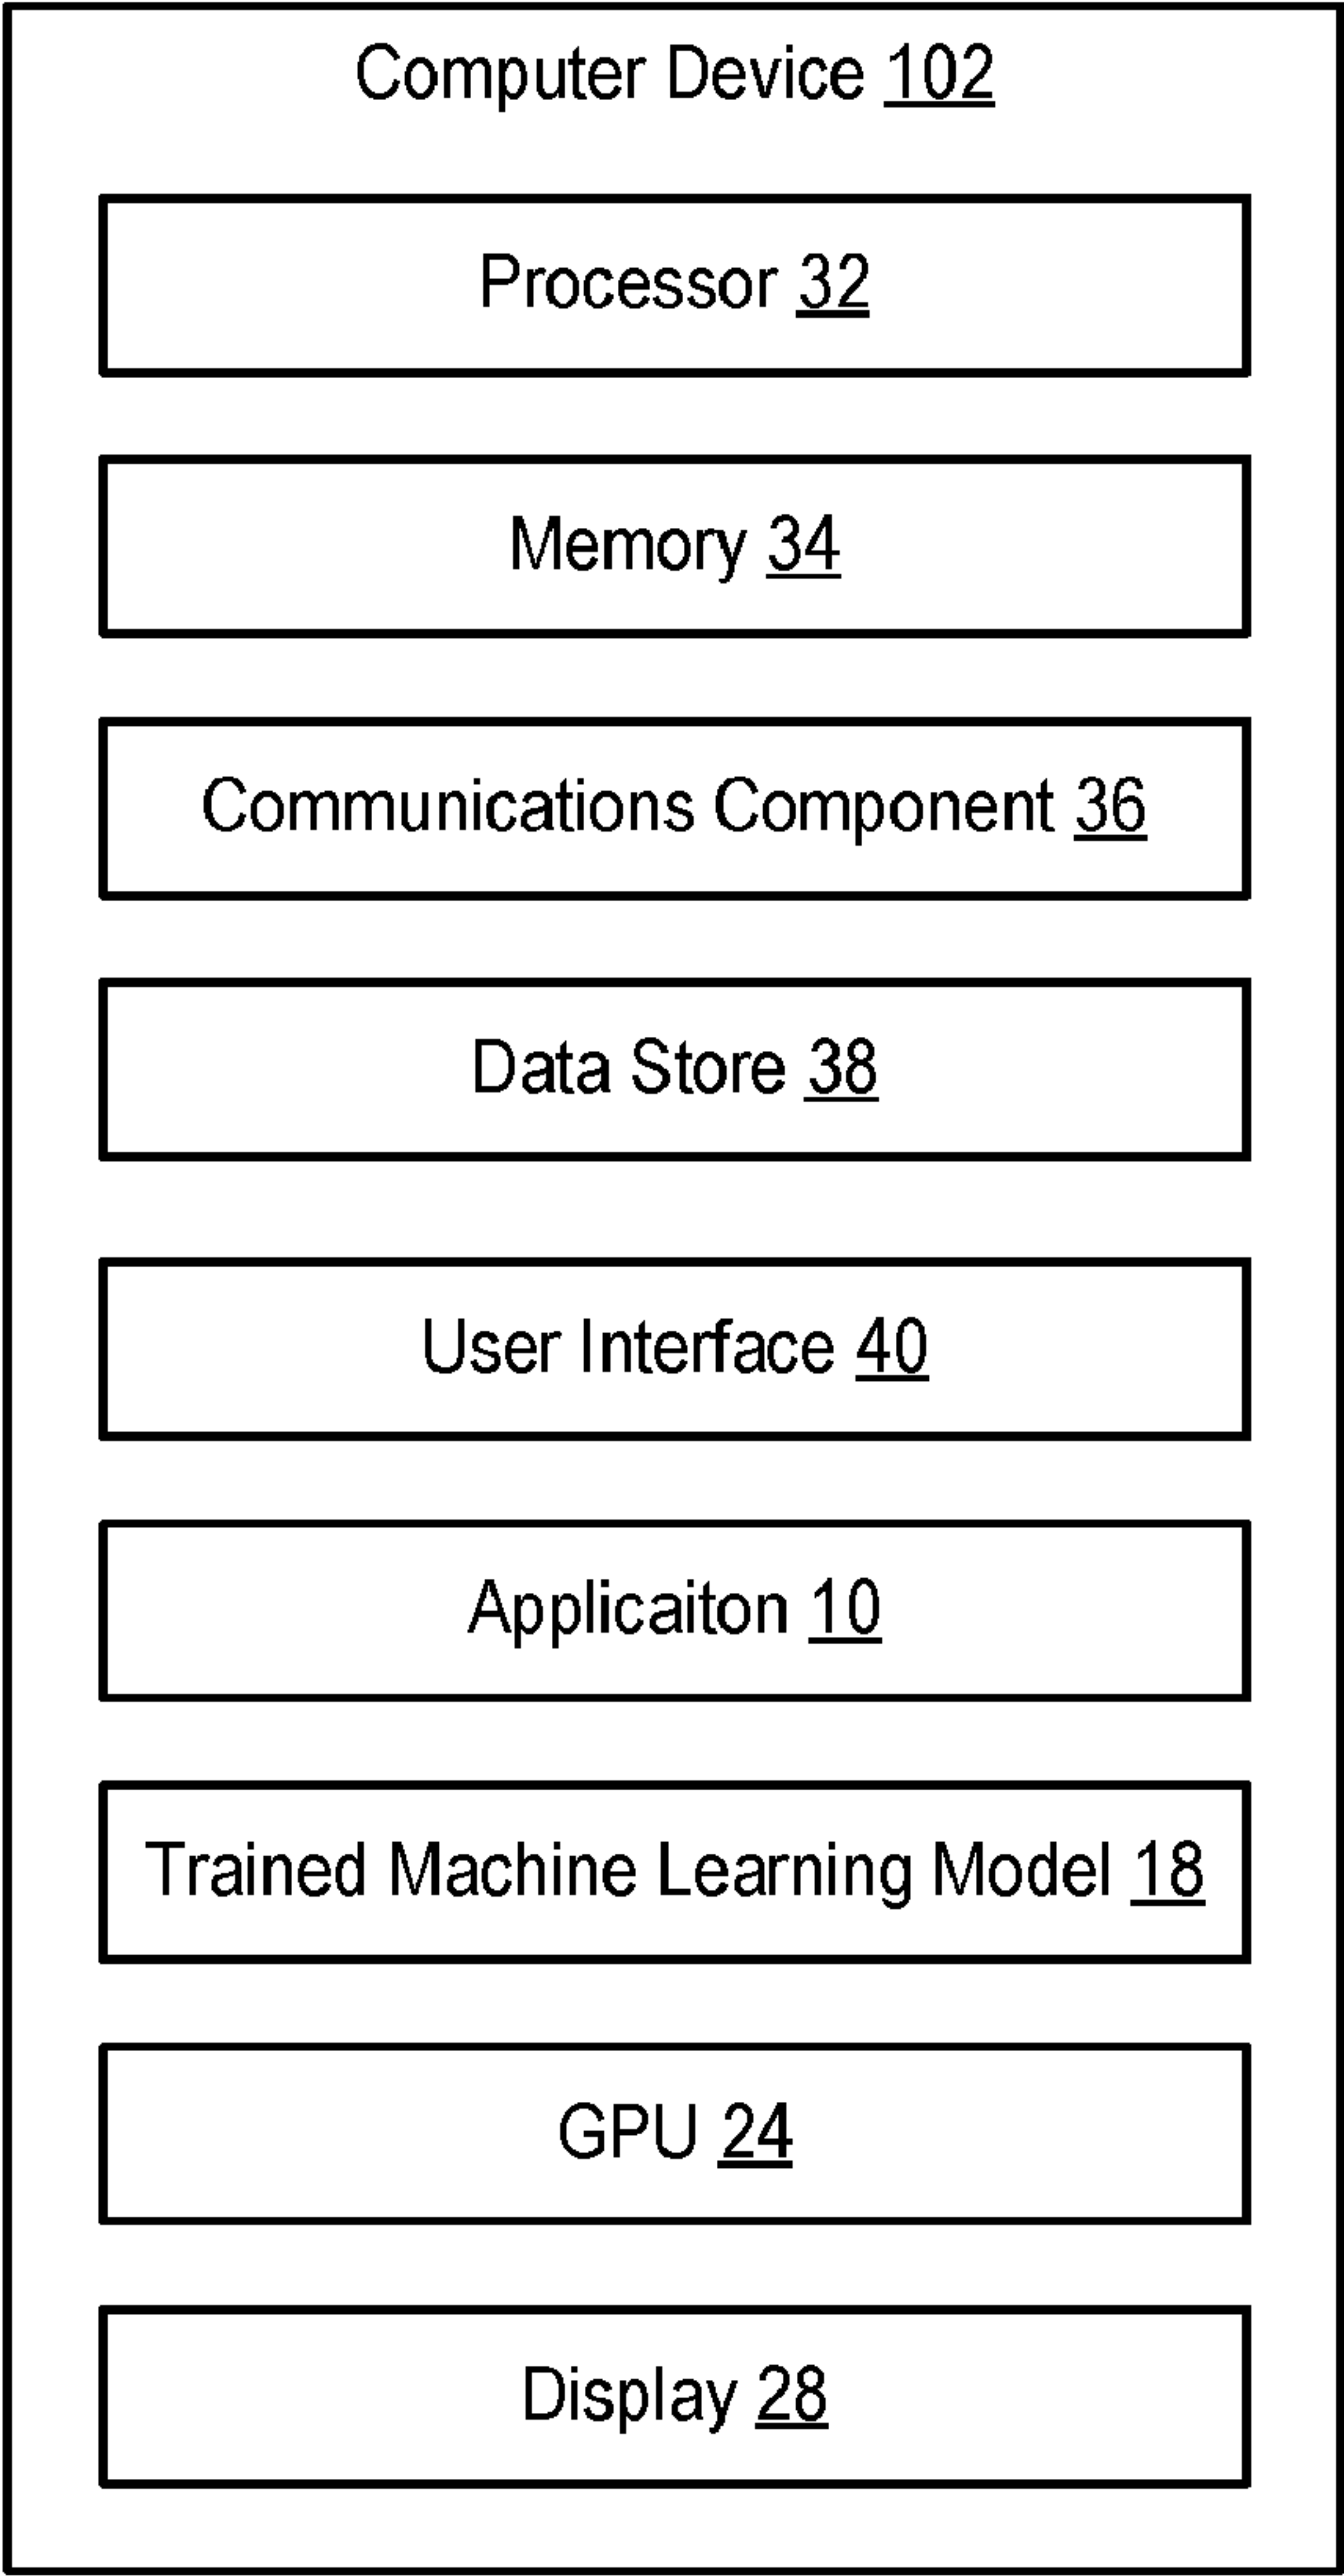 Computer Device 102
Processor 32
Memory 34
Communications Component 36
Data Store 38
User Interface 40
Applicaiton 10
Trained Machine Learning Model 18
GPU 24
Display 28